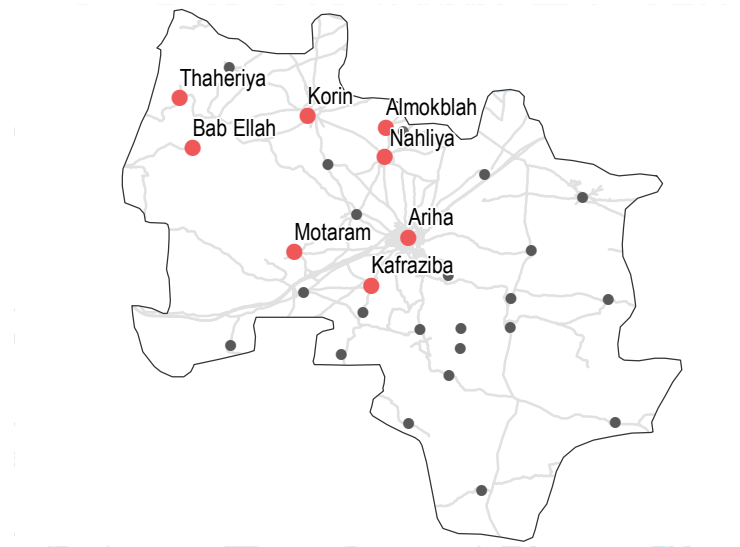 Thaheriya
Korin
Almokblah
Bab Ellah
Nahliya
Ariha
Motaram
Kafraziba